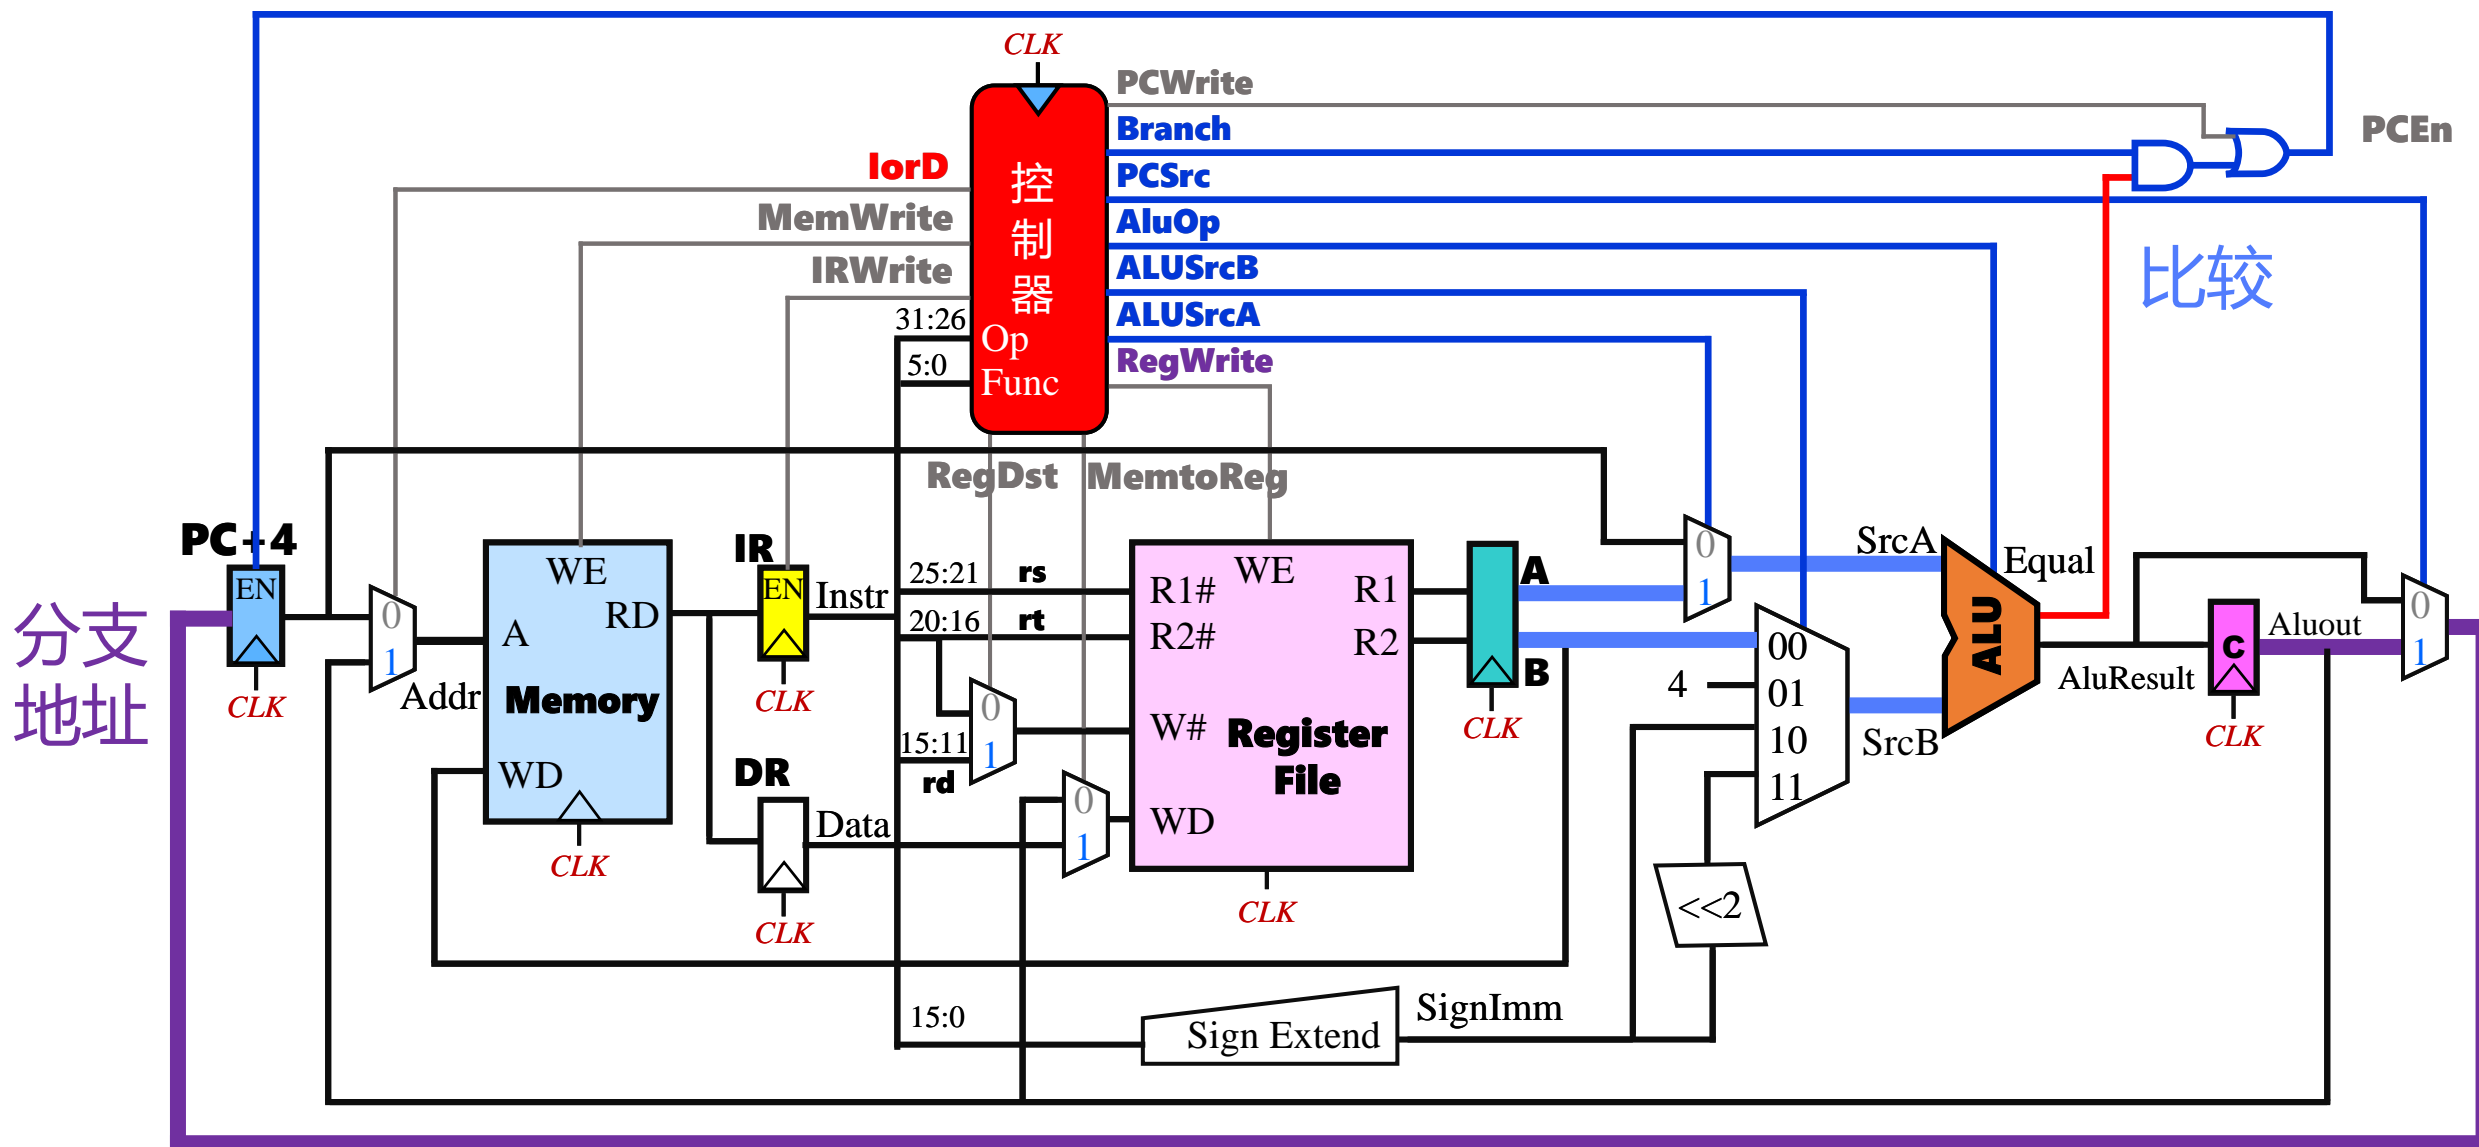 CLK
PCWrite
Branch
PCEn
IorD
PCSrc
MemWrite
AluOp
IRWrite
ALUSrcB
31:26
ALUSrcA
5:0
RegWrite
控
制
器
Op
Func
比较
RegDst
MemtoReg
PC+4
EN
CLK
分支
地址
0
1
Addr
WE
A
RD
Memory
WD
CLK
IR
EN
Instr
CLK
DR
Data
CLK
25:21
rs
20:16
rt
15:11
rd
0
1
0
1
WE
R1#
R1
R2#
R2
W#
Register
File
WD
CLK
A
B
CLK
0
1
4
00
01
10
11
<<2
15:0
Sign Extend
SignImm
SrcA
SrcB
ALU
Equal
AluResult
C
Aluout
CLK
0
1